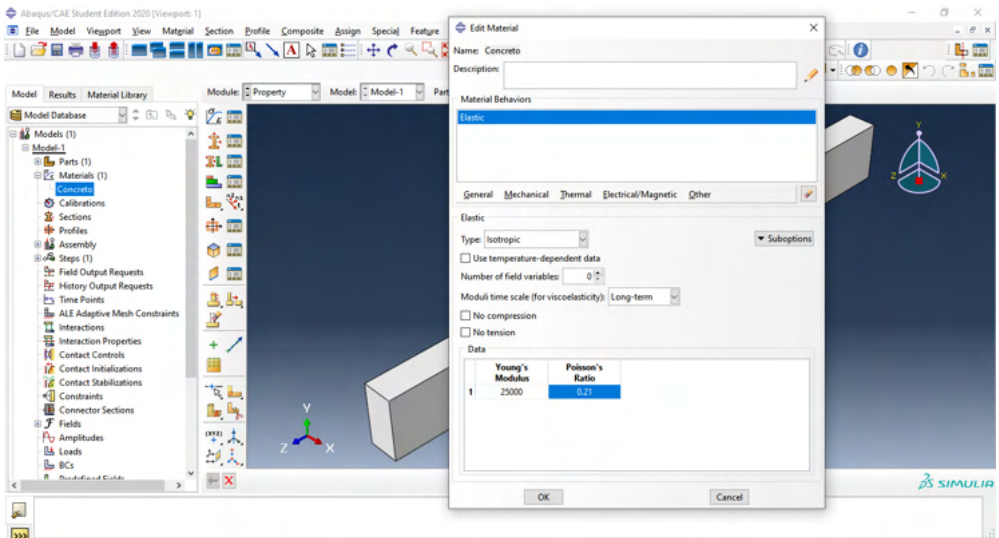 Abaqus/CAE Student Edition 2020 [Viewport: 1]
File Model Viewport View Material Section Profile Composite Assign Special Feature
A
Model Results Material Library
Module: Property Model: Model-1 Part
Model Database
Models (1)
Model-1
Parts (1)
Materials (1)
Concreto
Calibrations
Sections
Profiles
Assembly
Steps (1)
Field Output Requests
History Output Requests
Time Points
ALE Adaptive Mesh Constraints
Interactions
Interaction Properties
Contact Controls
Contact Initializations
Contact Stabilizations
Constraints
Connector Sections
Fields
Amplitudes
Loads
BCs
Predefined Fields
Y
Z X
Edit Material
Name: Concreto
Description:
Material Behaviors
Elastic
General Mechanical Thermal Electrical/Magnetic Other
Elastic
Type: Isotropic
Suboptions
Use temperature-dependent data
Number of field variables: 0
Moduli time scale (for viscoelasticity): Long-term
No compression
No tension
Data
Young's Modulus Poisson's Ratio
1 25000 0.21
OK Cancel
Y
Z X
SIMULIA
>>>